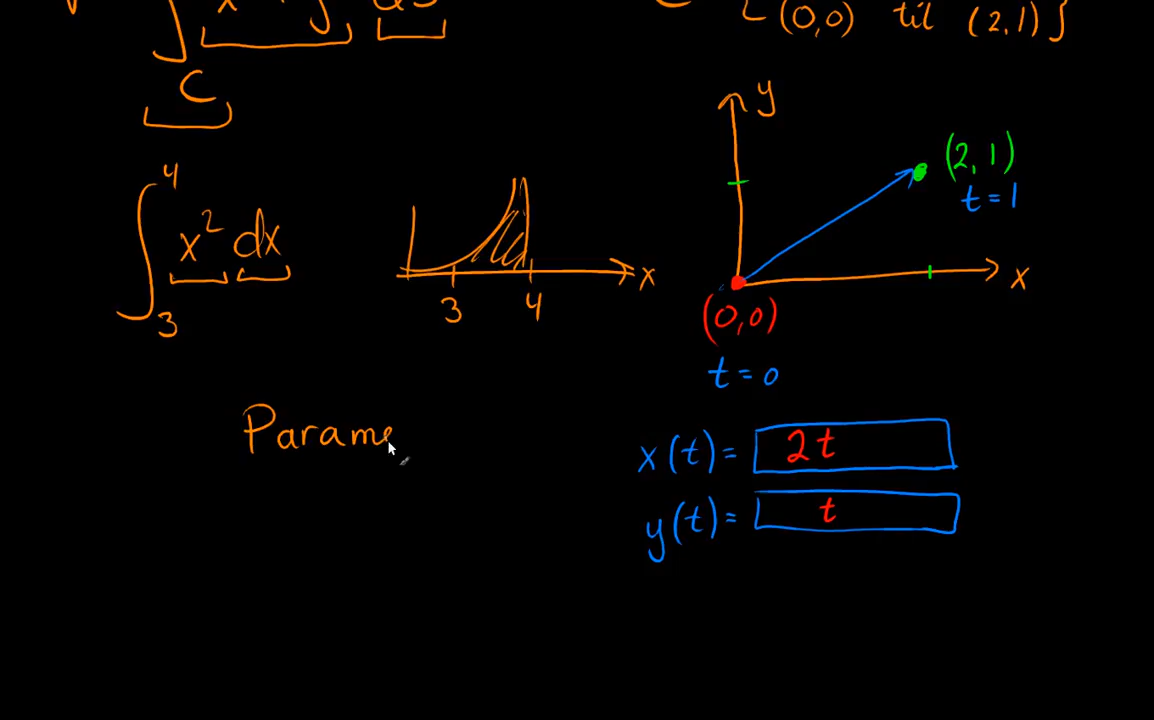 ∫
C
(0,0) til (2,1)
y
(2,1)
t = 1
x
(0,0)
t = 0
∫₃⁴ x² dx
3 4 x
Parame
x(t) = 2t
y(t) = t